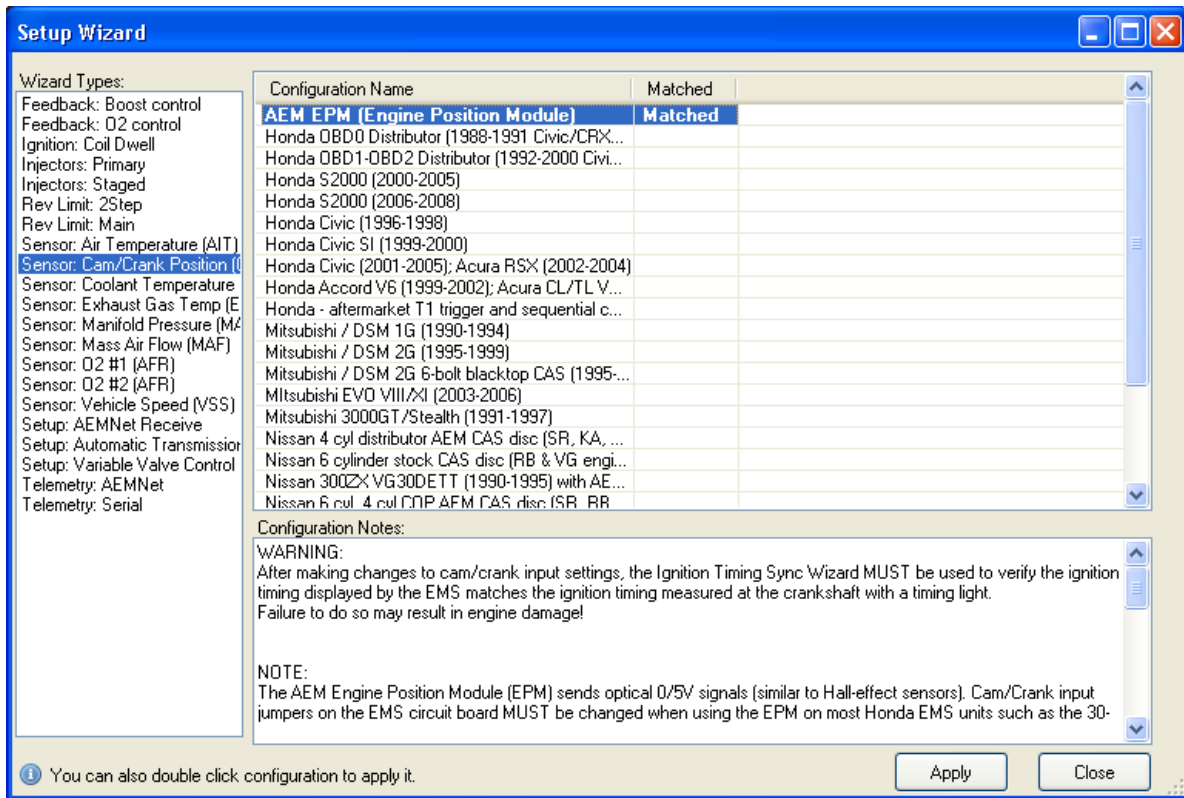 Setup Wizard
Wizard Types:
Feedback: Boost control
Feedback: O2 control
Ignition: Coil Dwell
Injectors: Primary
Injectors: Staged
Rev Limit: 2Step
Rev Limit: Main
Sensor: Air Temperature (AIT)
Sensor: Cam/Crank Position (
Sensor: Coolant Temperature
Sensor: Exhaust Gas Temp (E
Sensor: Manifold Pressure (MA
Sensor: Mass Air Flow (MAF)
Sensor: O2 #1 (AFR)
Sensor: O2 #2 (AFR)
Sensor: Vehicle Speed (VSS)
Setup: AEMNet Receive
Setup: Automatic Transmission
Setup: Variable Valve Control
Telemetry: AEMNet
Telemetry: Serial
Configuration Name Matched
AEM EPM (Engine Position Module) Matched
Honda OBD0 Distributor (1988-1991 Civic/CRX...
Honda OBD1-OBD2 Distributor (1992-2000 Civi...
Honda S2000 (2000-2005)
Honda S2000 (2006-2008)
Honda Civic (1996-1998)
Honda Civic SI (1999-2000)
Honda Civic (2001-2005); Acura RSX (2002-2004)
Honda Accord V6 (1999-2002); Acura CL/TL V...
Honda - aftermarket T1 trigger and sequential c...
Mitsubishi / DSM 1G (1990-1994)
Mitsubishi / DSM 2G (1995-1999)
Mitsubishi / DSM 2G 6-bolt blacktop CAS (1995-...
MItsubishi EVO VIII/XI (2003-2006)
Mitsubishi 3000GT/Stealth (1991-1997)
Nissan 4 cyl distributor AEM CAS disc (SR, KA, ...
Nissan 6 cylinder stock CAS disc (RB & VG engi...
Nissan 300ZX VG30DETT (1990-1995) with AE...
Nissan 6 cyl, 4 cyl COP AEM CAS disc (SR, RB
Configuration Notes:
WARNING:
After making changes to cam/crank input settings, the Ignition Timing Sync Wizard MUST be used to verify the ignition
timing displayed by the EMS matches the ignition timing measured at the crankshaft with a timing light.
Failure to do so may result in engine damage!
NOTE:
The AEM Engine Position Module (EPM) sends optical 0/5V signals (similar to Hall-effect sensors). Cam/Crank input
jumpers on the EMS circuit board MUST be changed when using the EPM on most Honda EMS units such as the 30-
You can also double click configuration to apply it.
Apply
Close